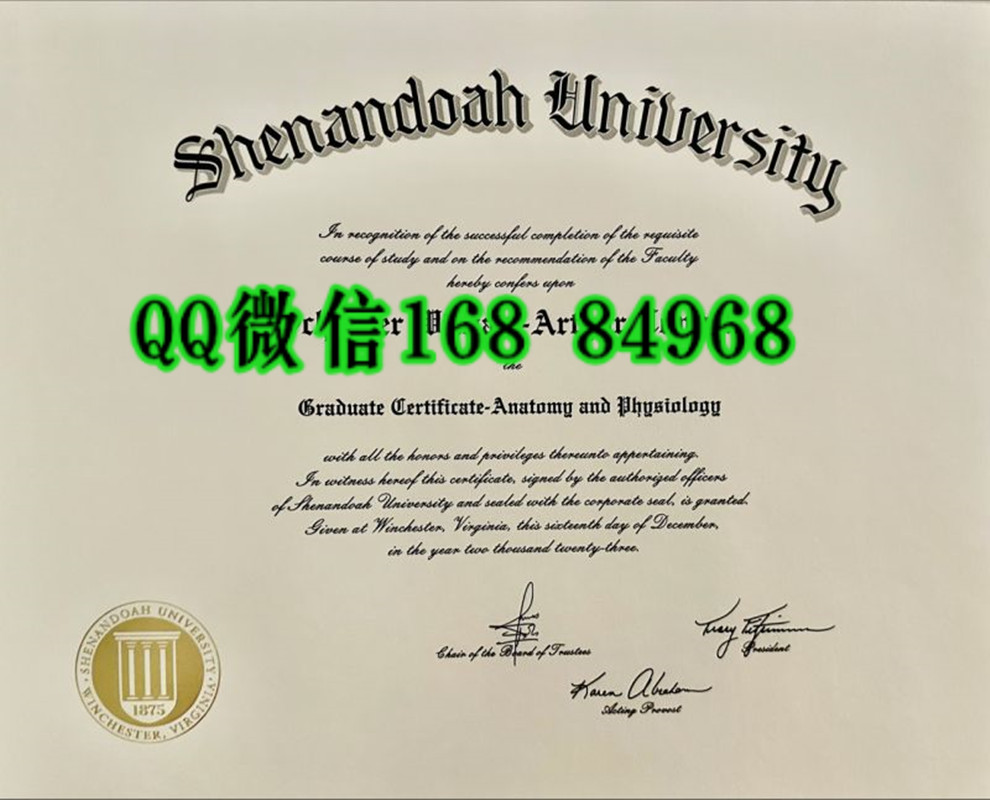 Shenandoah University
In recognition of the successful completion of the requisite
course of study and on the recommendation of the Faculty
hereby confers upon
QQ微信168 84968
the
Graduate Certificate-Anatomy and Physiology
with all the honors and privileges thereunto appertaining.
In witness hereof this certificate, signed by the authorized officers
of Shenandoah University and sealed with the corporate seal, is granted.
Given at Winchester, Virginia, this sixteenth day of December,
in the year two thousand twenty-three.
SHENANDOAH UNIVERSITY
1875
WINCHESTER, VIRGINIA
Chair of the Board of Trustees
President
Karen Abraham
Acting Provost